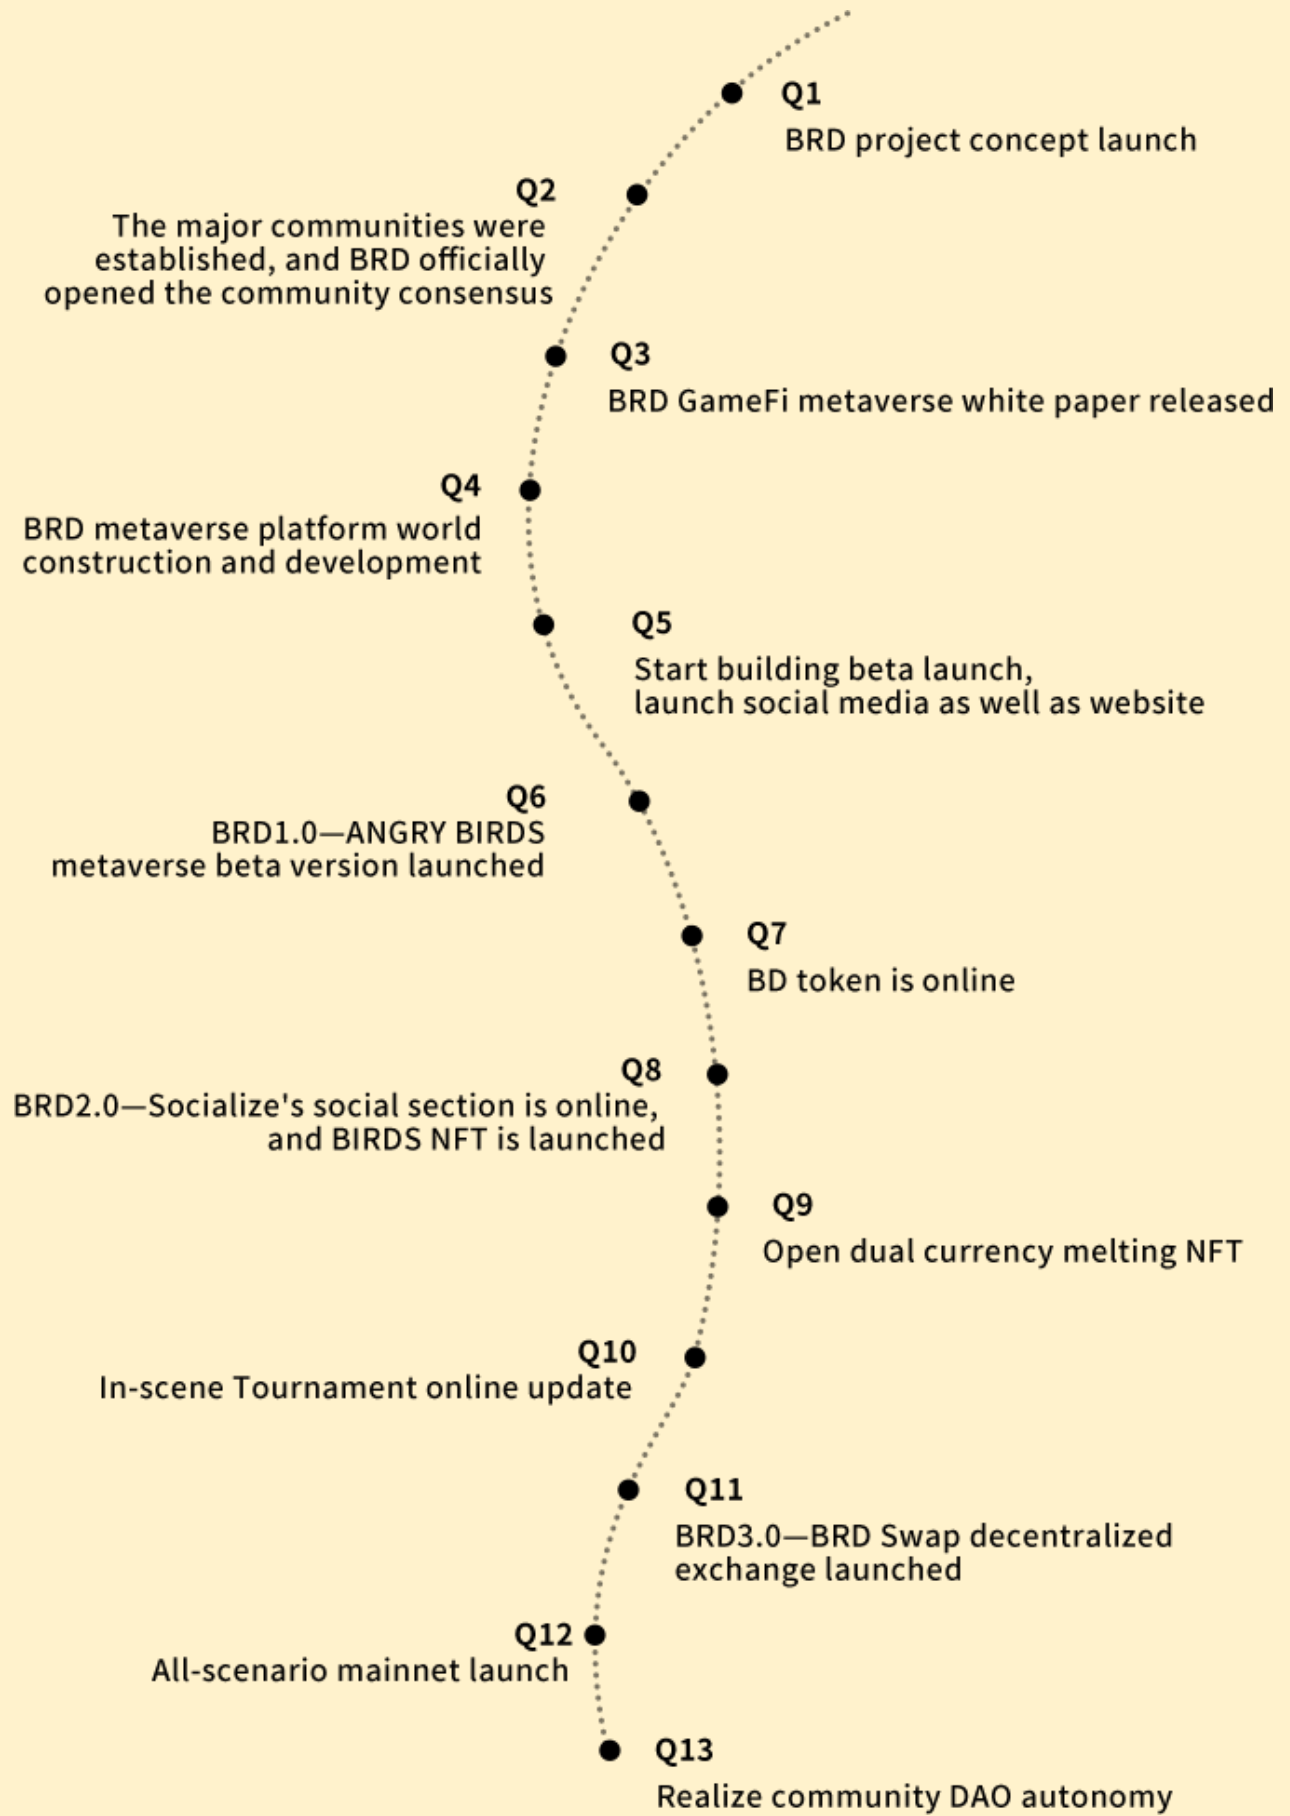 Q1
BRD project concept launch
Q2
The major communities were
established, and BRD officially
opened the community consensus
Q3
BRD GameFi metaverse white paper released
Q4
BRD metaverse platform world
construction and development
Q5
Start building beta launch,
launch social media as well as website
Q6
BRD1.0—ANGRY BIRDS
metaverse beta version launched
Q7
BD token is online
Q8
BRD2.0—Socialize's social section is online,
and BIRDS NFT is launched
Q9
Open dual currency melting NFT
Q10
In-scene Tournament online update
Q11
BRD3.0—BRD Swap decentralized
exchange launched
Q12
All-scenario mainnet launch
Q13
Realize community DAO autonomy